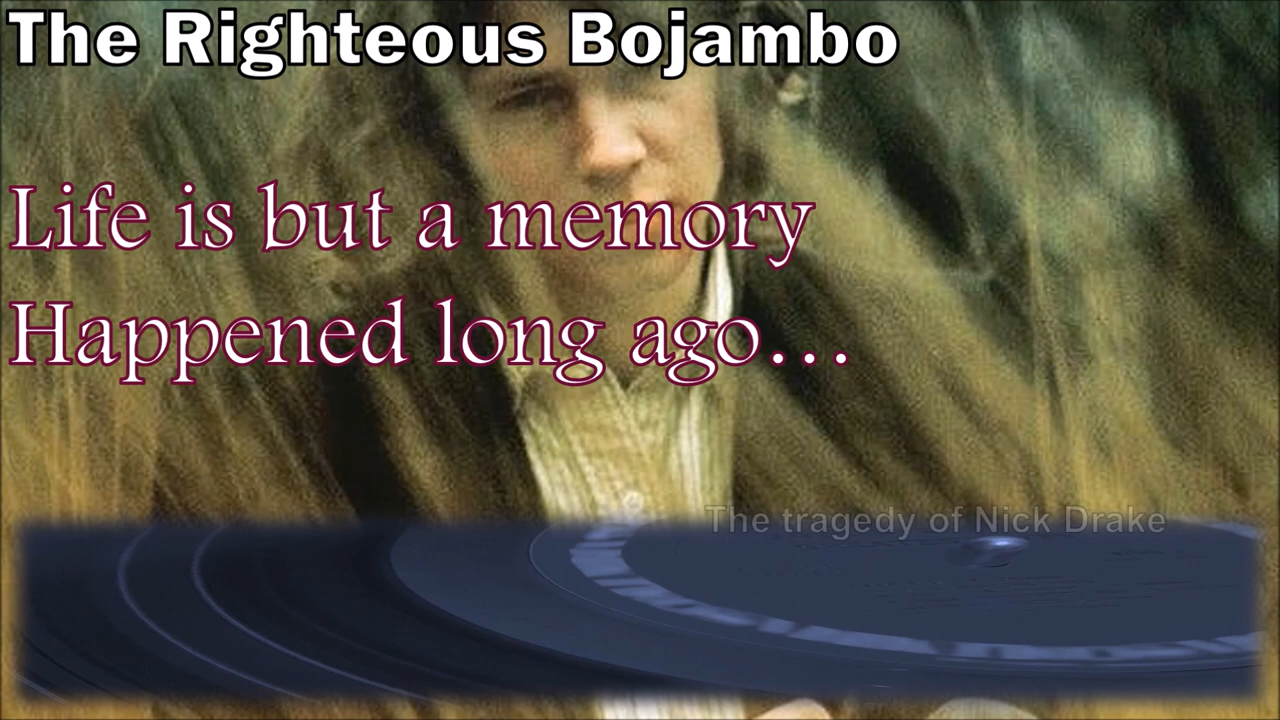 The Righteous Bojambo
Life is but a memory
Happened long ago…
The tragedy of Nick Drake